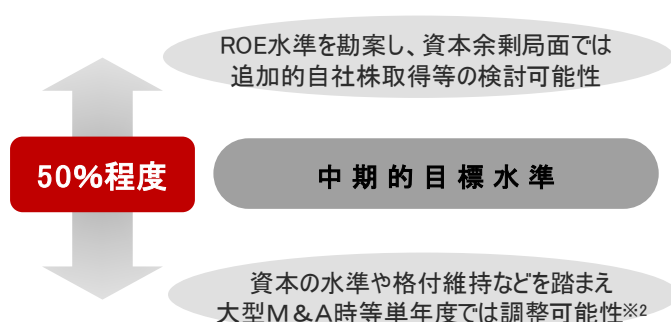 ROE水準を勘案し、資本余剰局面では
追加的自社株取得等の検討可能性
50%程度
中期的目標水準
資本の水準や格付維持などを踏まえ
大型M&A時等単年度では調整可能性※2